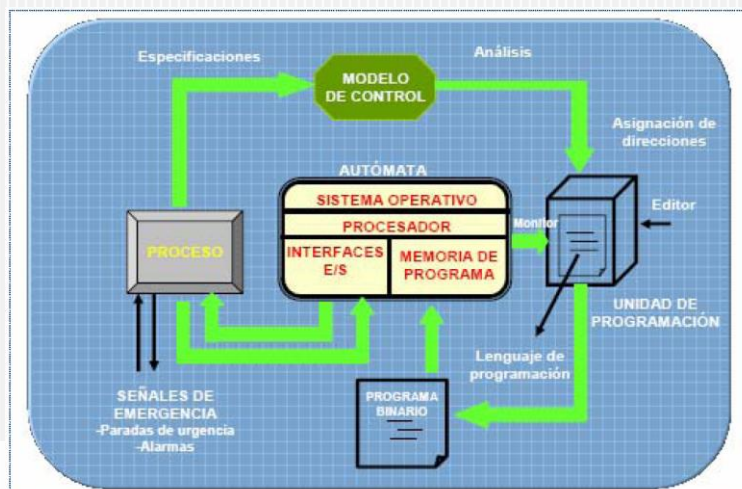 Especificaciones
Análisis
MODELO
DE CONTROL
Asignación de
direcciones
AUTÓMATA
SISTEMA OPERATIVO
PROCESADOR
INTERFACES
E/S
MEMORIA DE
PROGRAMA
Monitor
Editor
PROCESO
UNIDAD DE
PROGRAMACIÓN
Lenguaje de
programación
PROGRAMA
BINARIO
SEÑALES DE
EMERGENCIA
-Paradas de urgencia
-Alarmas